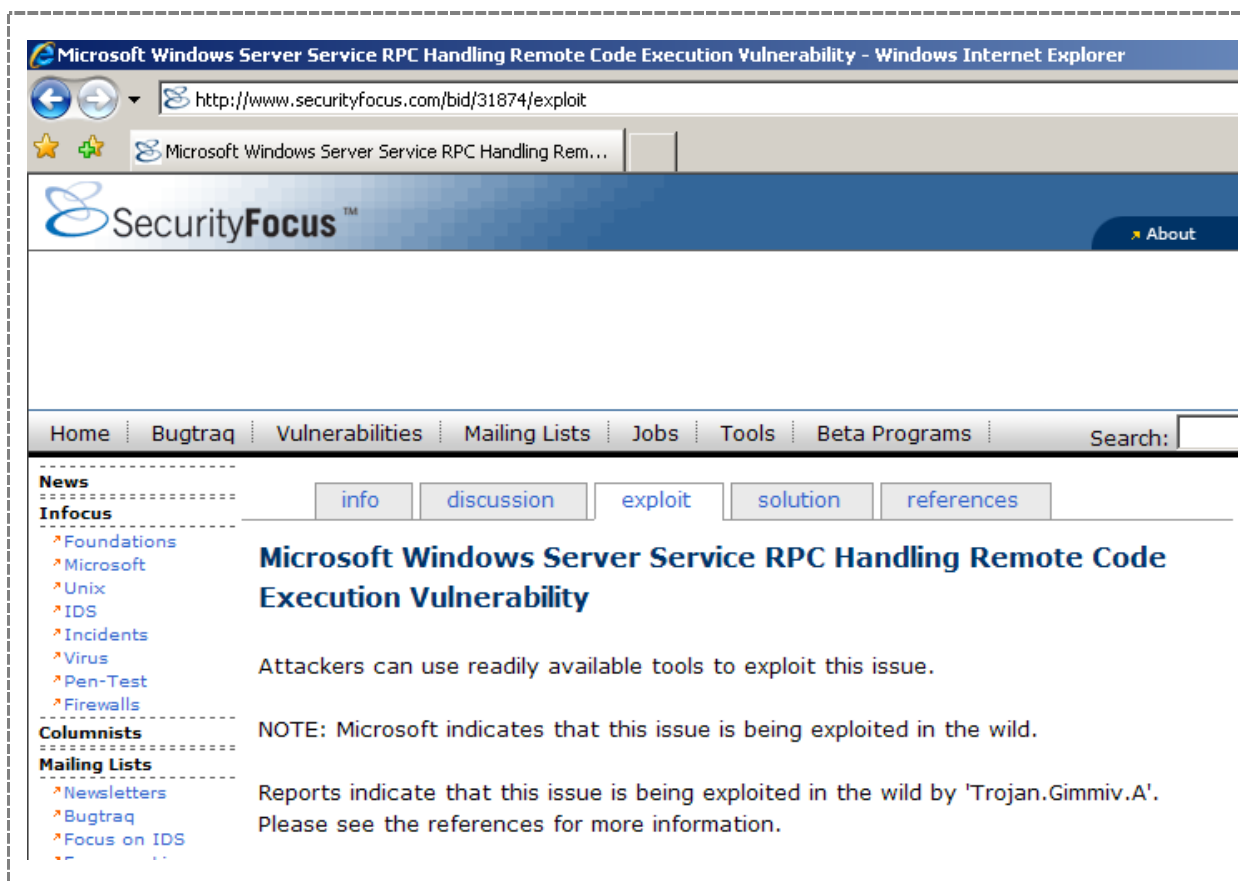 Microsoft Windows Server Service RPC Handling Remote Code Execution Vulnerability - Windows Internet Explorer
http://www.securityfocus.com/bid/31874/exploit
Microsoft Windows Server Service RPC Handling Rem...
SecurityFocus™
About
Home Bugtraq Vulnerabilities Mailing Lists Jobs Tools Beta Programs Search:
News
Infocus
Foundations
Microsoft
Unix
IDS
Incidents
Virus
Pen-Test
Firewalls
Columnists
Mailing Lists
Newsletters
Bugtraq
Focus on IDS
info discussion exploit solution references
Microsoft Windows Server Service RPC Handling Remote Code
Execution Vulnerability
Attackers can use readily available tools to exploit this issue.
NOTE: Microsoft indicates that this issue is being exploited in the wild.
Reports indicate that this issue is being exploited in the wild by 'Trojan.Gimmiv.A'.
Please see the references for more information.